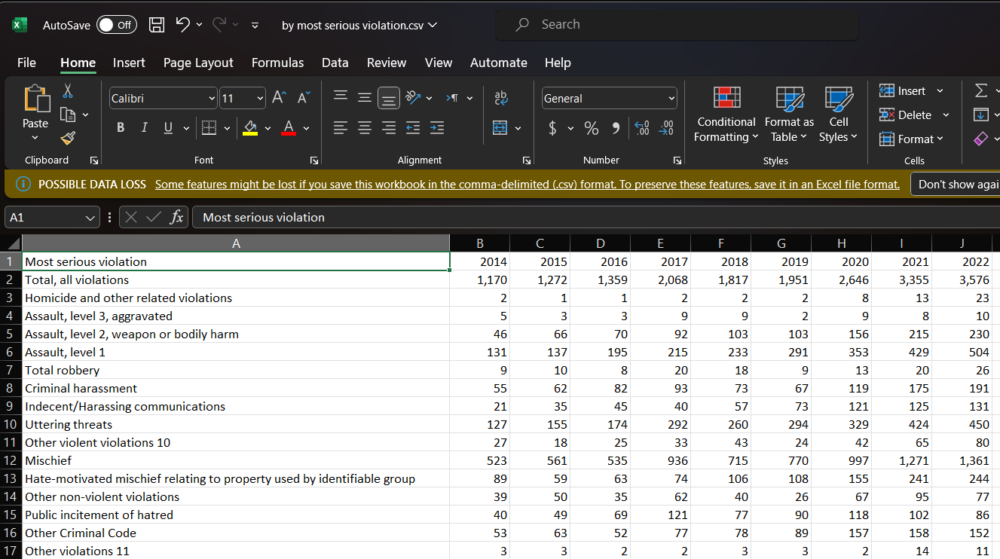 AutoSave Off by most serious violation.csv Search
File Home Insert Page Layout Formulas Data Review View Automate Help
Paste
Calibri 11
B I U
ab
General
$ % 9 .00 .00
Conditional Formatting
Format as Table
Cell Styles
Insert
Delete
Format
Clipboard Font Alignment Number Styles Cells
POSSIBLE DATA LOSS Some features might be lost if you save this workbook in the comma-delimited (.csv) format. To preserve these features, save it in an Excel file format. Don't show agai
A1 fx Most serious violation
A B C D E F G H I J
1 Most serious violation 2014 2015 2016 2017 2018 2019 2020 2021 2022
2 Total, all violations 1,170 1,272 1,359 2,068 1,817 1,951 2,646 3,355 3,576
3 Homicide and other related violations 2 1 1 2 2 2 8 13 23
4 Assault, level 3, aggravated 5 3 3 9 9 2 9 8 10
5 Assault, level 2, weapon or bodily harm 46 66 70 92 103 103 156 215 230
6 Assault, level 1 131 137 195 215 233 291 353 429 504
7 Total robbery 9 10 8 20 18 9 13 20 26
8 Criminal harassment 55 62 82 93 73 67 119 175 191
9 Indecent/Harassing communications 21 35 45 40 57 73 121 125 131
10 Uttering threats 127 155 174 292 260 294 329 424 450
11 Other violent violations 10 27 18 25 33 43 24 42 65 80
12 Mischief 523 561 535 936 715 770 997 1,271 1,361
13 Hate-motivated mischief relating to property used by identifiable group 89 59 63 74 106 108 155 241 244
14 Other non-violent violations 39 50 35 62 40 26 67 95 77
15 Public incitement of hatred 40 49 69 121 77 90 118 102 86
16 Other Criminal Code 53 63 52 77 78 89 157 158 152
17 Other violations 11 3 3 2 2 3 3 2 14 11